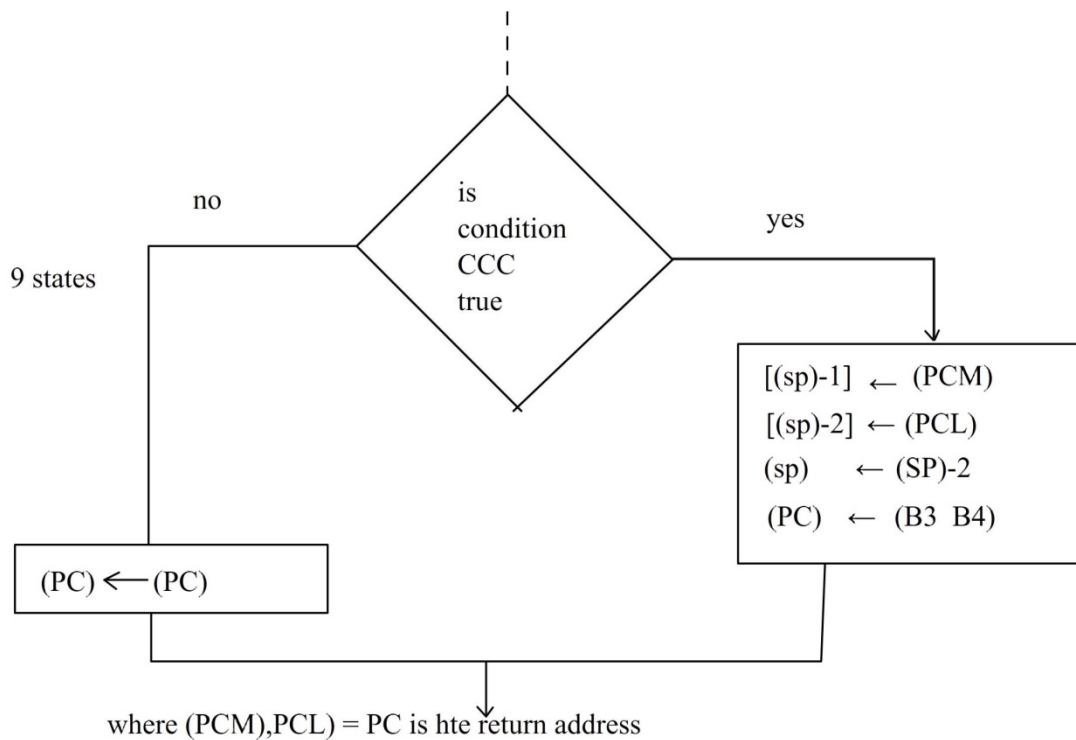 is
condition
CCC
true
no
yes
9 states
[(sp)-1] ← (PCM)
[(sp)-2] ← (PCL)
(sp) ← (SP)-2
(PC) ← (B3 B4)
(PC) ← (PC)
where (PCM),PCL) = PC is hte return address